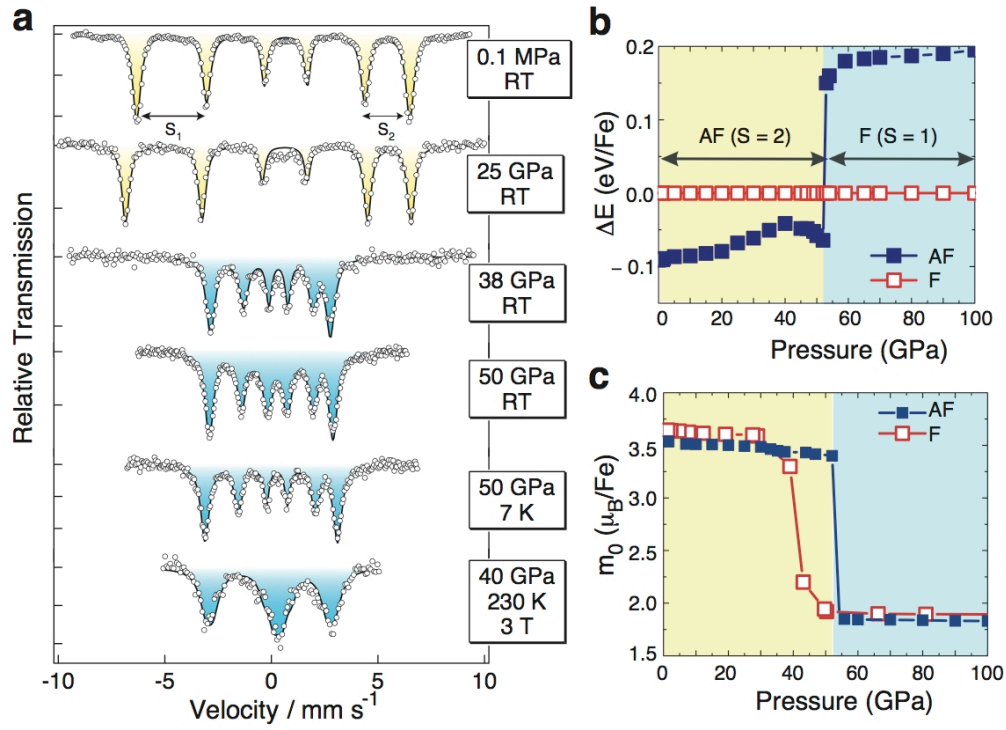 a
0.1 MPa
RT
S1
S2
25 GPa
RT
38 GPa
RT
50 GPa
RT
50 GPa
7 K
40 GPa
230 K
3 T
Relative Transmission
-10 -5 0 5 10
Velocity / mm s-1
b
0.2
0.1
0.0
−0.1
ΔE (eV/Fe)
AF (S = 2)
F (S = 1)
AF
F
0 20 40 60 80 100
Pressure (GPa)
c
4.0
3.5
3.0
2.5
2.0
1.5
m0 (μB/Fe)
AF
F
0 20 40 60 80 100
Pressure (GPa)